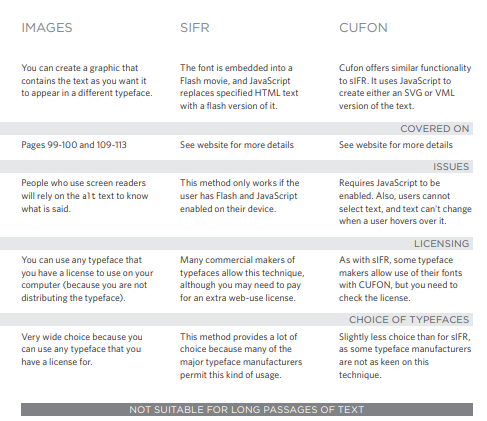 IMAGES
You can create a graphic that
contains the text as you want it
to appear in a different typeface.
SIFR
The font is embedded into a
Flash movie, and JavaScript
replaces specified HTML text
with a flash version of it.
CUFON
Cufon offers similar functionality
to sIFR. It uses JavaScript to
create either an SVG or VML
version of the text.
COVERED ON
Pages 99-100 and 109-113
See website for more details
See website for more details
ISSUES
People who use screen readers
will rely on the alt text to know
what is said.
This method only works if the
user has Flash and JavaScript
enabled on their device.
Requires JavaScript to be
enabled. Also, users cannot
select text, and text can't change
when a user hovers over it.
LICENSING
You can use any typeface that
you have a license to use on your
computer (because you are not
distributing the typeface).
Many commercial makers of
typefaces allow this technique,
although you may need to pay
for an extra web-use license.
As with sIFR, some typeface
makers allow use of their fonts
with CUFON, but you need to
check the license.
CHOICE OF TYPEFACES
Very wide choice because you
can use any typeface that you
have a license for.
This method provides a lot of
choice because many of the
major typeface manufacturers
permit this kind of usage.
Slightly less choice than for sIFR,
as some typeface manufacturers
are not as keen on this
technique.
NOT SUITABLE FOR LONG PASSAGES OF TEXT